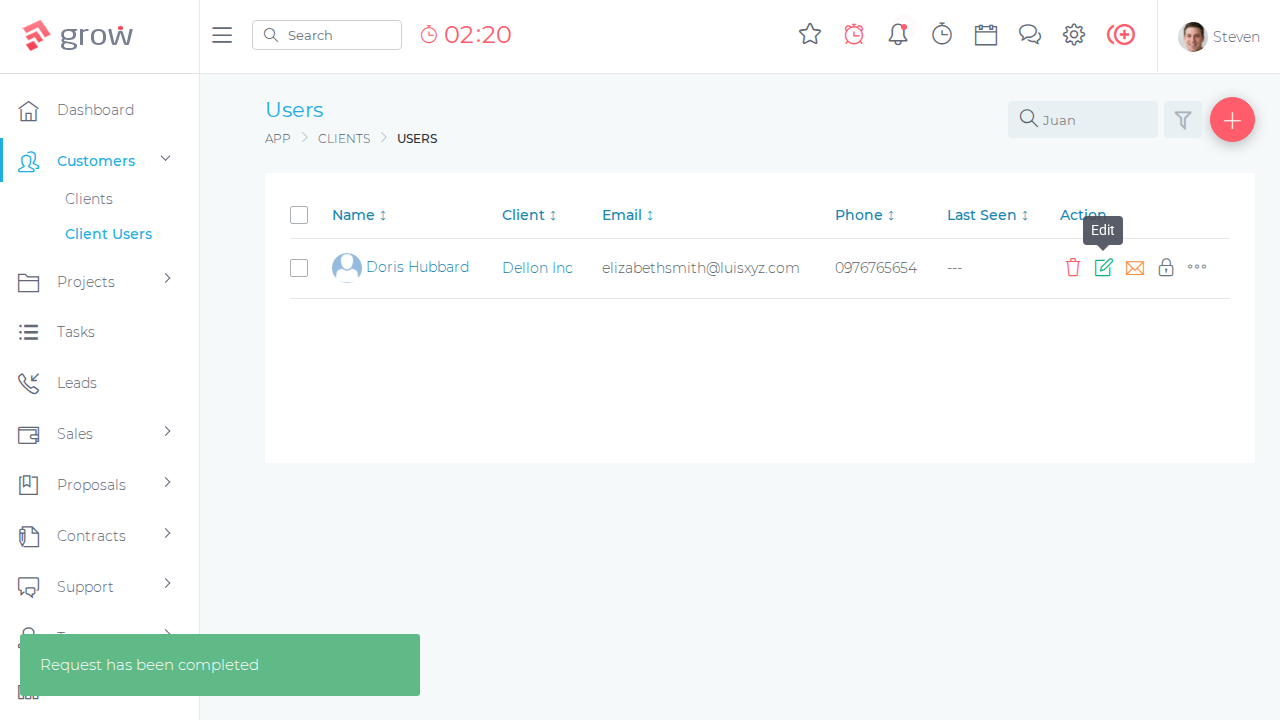 grow
Search
02:20
Steven
Dashboard
Customers
Clients
Client Users
Projects
Tasks
Leads
Sales
Proposals
Contracts
Support
Users
APP
CLIENTS
USERS
Juan
Name
Client
Email
Phone
Last Seen
Action
Edit
Doris Hubbard
Dellon Inc
elizabethsmith@luisxyz.com
0976765654
---
Request has been completed